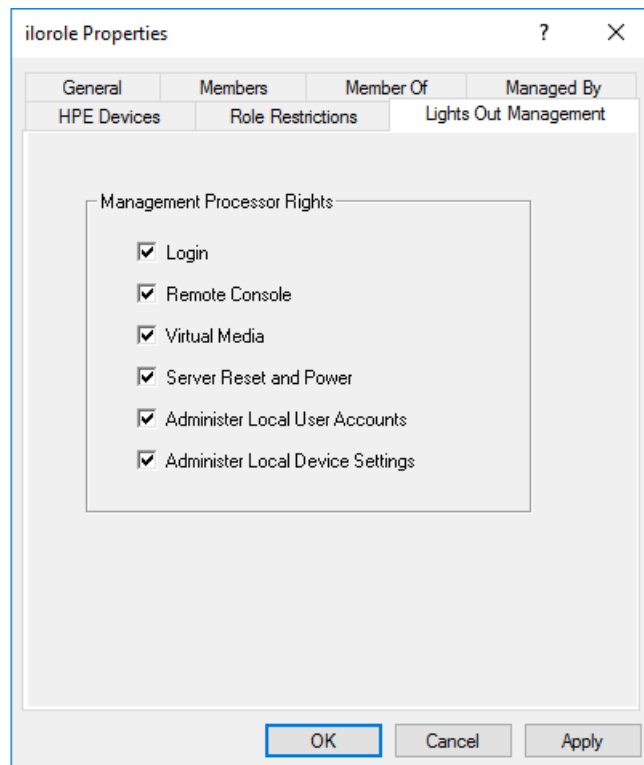 ilorole Properties ?
General Members Member Of Managed By
HPE Devices Role Restrictions Lights Out Management
Management Processor Rights
Login
Remote Console
Virtual Media
Server Reset and Power
Administer Local User Accounts
Administer Local Device Settings
OK Cancel Apply